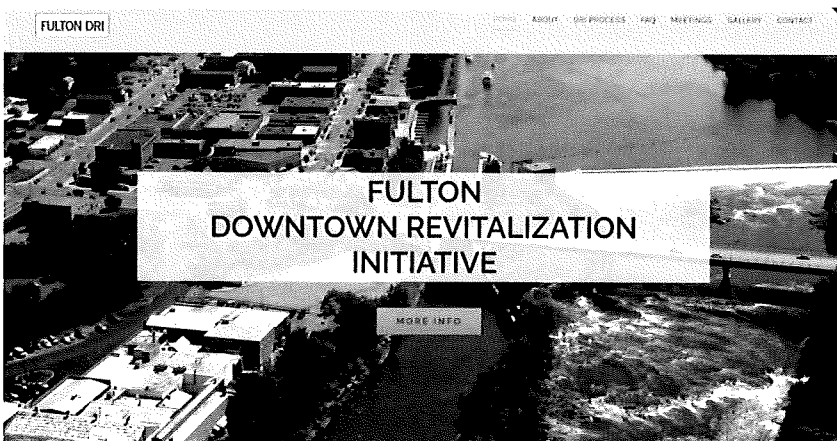 FULTON DRI
HOME ABOUT DRI PROCESS FAQ MEETINGS GALLERY CONTACT
FULTON
DOWNTOWN REVITALIZATION
INITIATIVE
MORE INFO